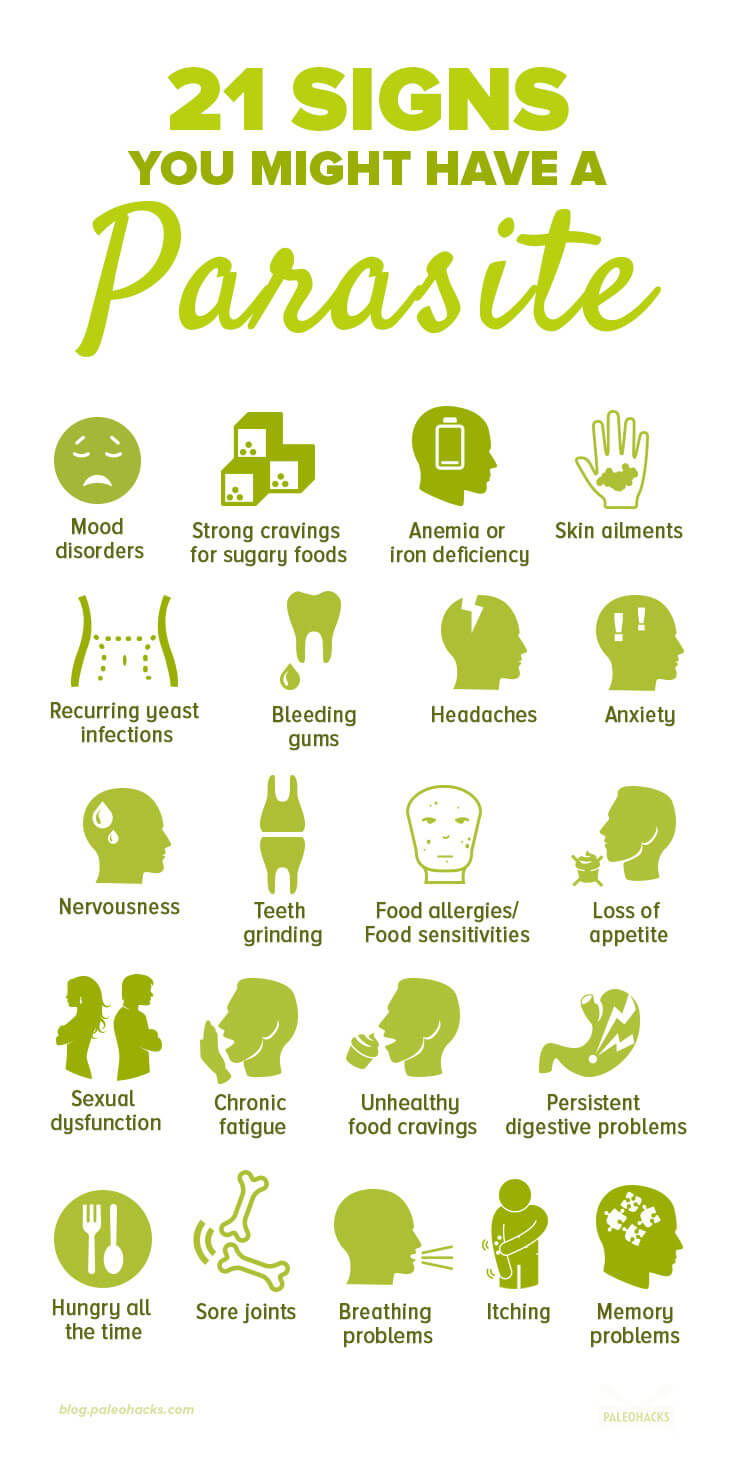 21 SIGNS
YOU MIGHT HAVE A
Parasite
Mood
disorders
Strong cravings
for sugary foods
Anemia or
iron deficiency
Skin ailments
Recurring yeast
infections
Bleeding
gums
Headaches
Anxiety
Nervousness
Teeth
grinding
Food allergies/
Food sensitivities
Loss of
appetite
Sexual
dysfunction
Chronic
fatigue
Unhealthy
food cravings
Persistent
digestive problems
Hungry all
the time
Sore joints
Breathing
problems
Itching
Memory
problems
blog.paleohacks.com
PALEOHACKS